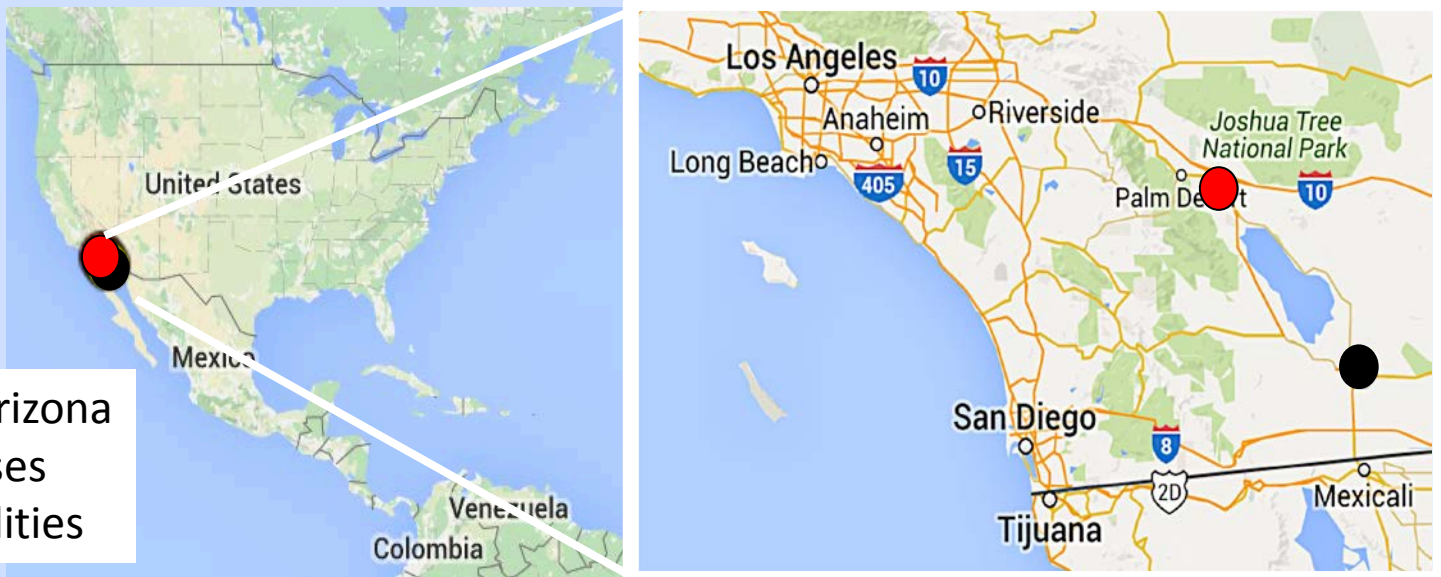 United States
Mexico
rizona
ses
lities
Venezuela
Colombia
Los Angeles
10
Anaheim
Riverside
Joshua Tree
National Park
Long Beach
405
15
Palm De rt
10
San Diego
8
2D
Mexicali
Tijuana